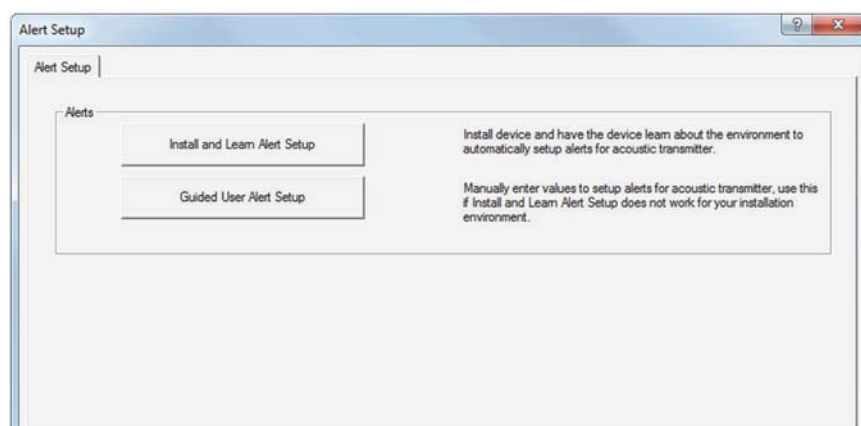 Alert Setup
Alert Setup
Alerts
Install and Learn Alert Setup
Install device and have the device learn about the environment to
automatically setup alerts for acoustic transmitter.
Guided User Alert Setup
Manually enter values to setup alerts for acoustic transmitter, use this
if Install and Learn Alert Setup does not work for your installation
environment.